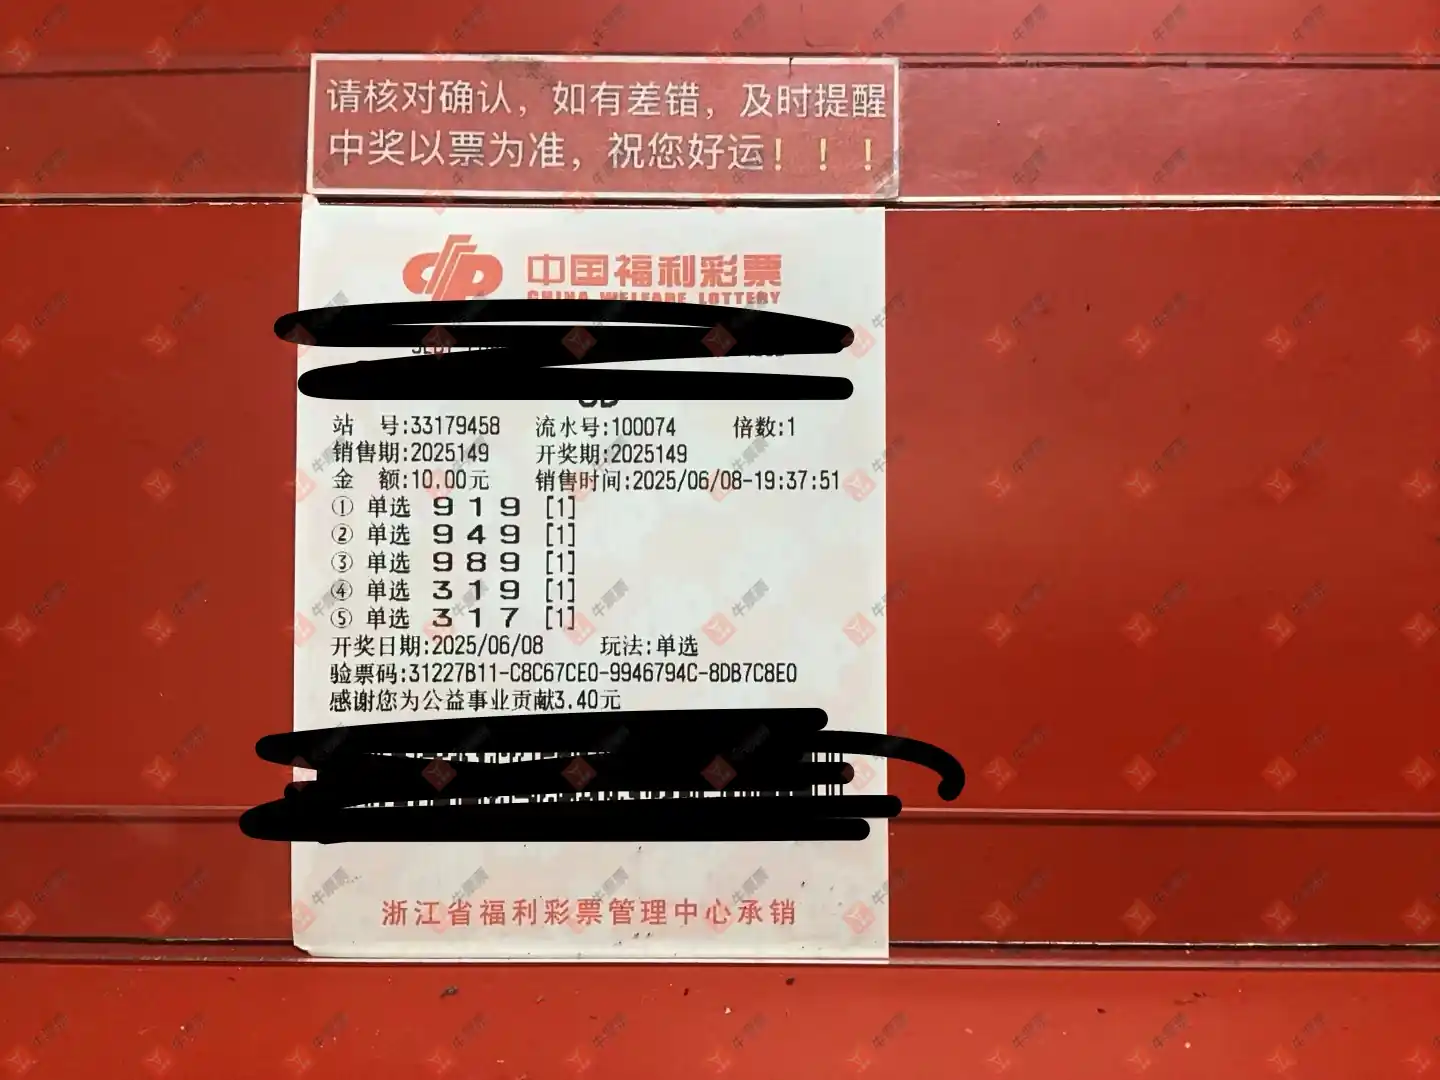 请核对确认，如有差错，及时提醒
中奖以票为准，祝您好运！！！
中国福利彩票
CHINA WELFARE LOTTERY
站 号:33179458 流水号:100074 倍数:1
销售期:2025149 开奖期:2025149
金 额:10.00元 销售时间:2025/06/08-19:37:51
① 单选 9 1 9 [1]
② 单选 9 4 9 [1]
③ 单选 9 8 9 [1]
④ 单选 3 1 9 [1]
⑤ 单选 3 1 7 [1]
开奖日期:2025/06/08 玩法:单选
验票码:31227B11-C8C67CE0-9946794C-8DB7C8E0
感谢您为公益事业贡献3.40元
浙江省福利彩票管理中心承销